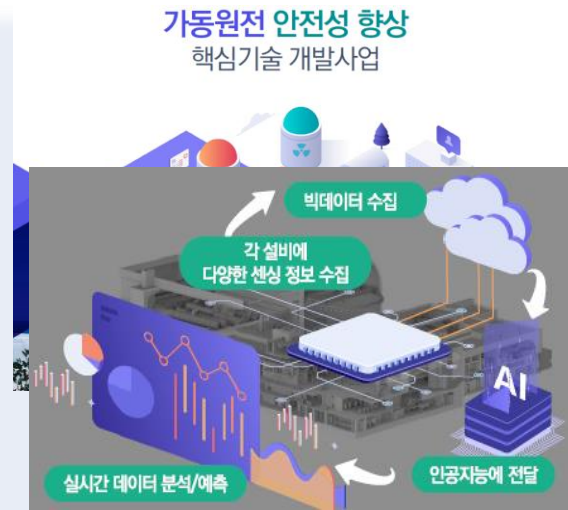 가동원전 안전성 향상
핵심기술 개발사업
빅데이터 수집
각 설비에
다양한 센싱 정보 수집
AI
인공지능에 전달
실시간 데이터 분석/예측